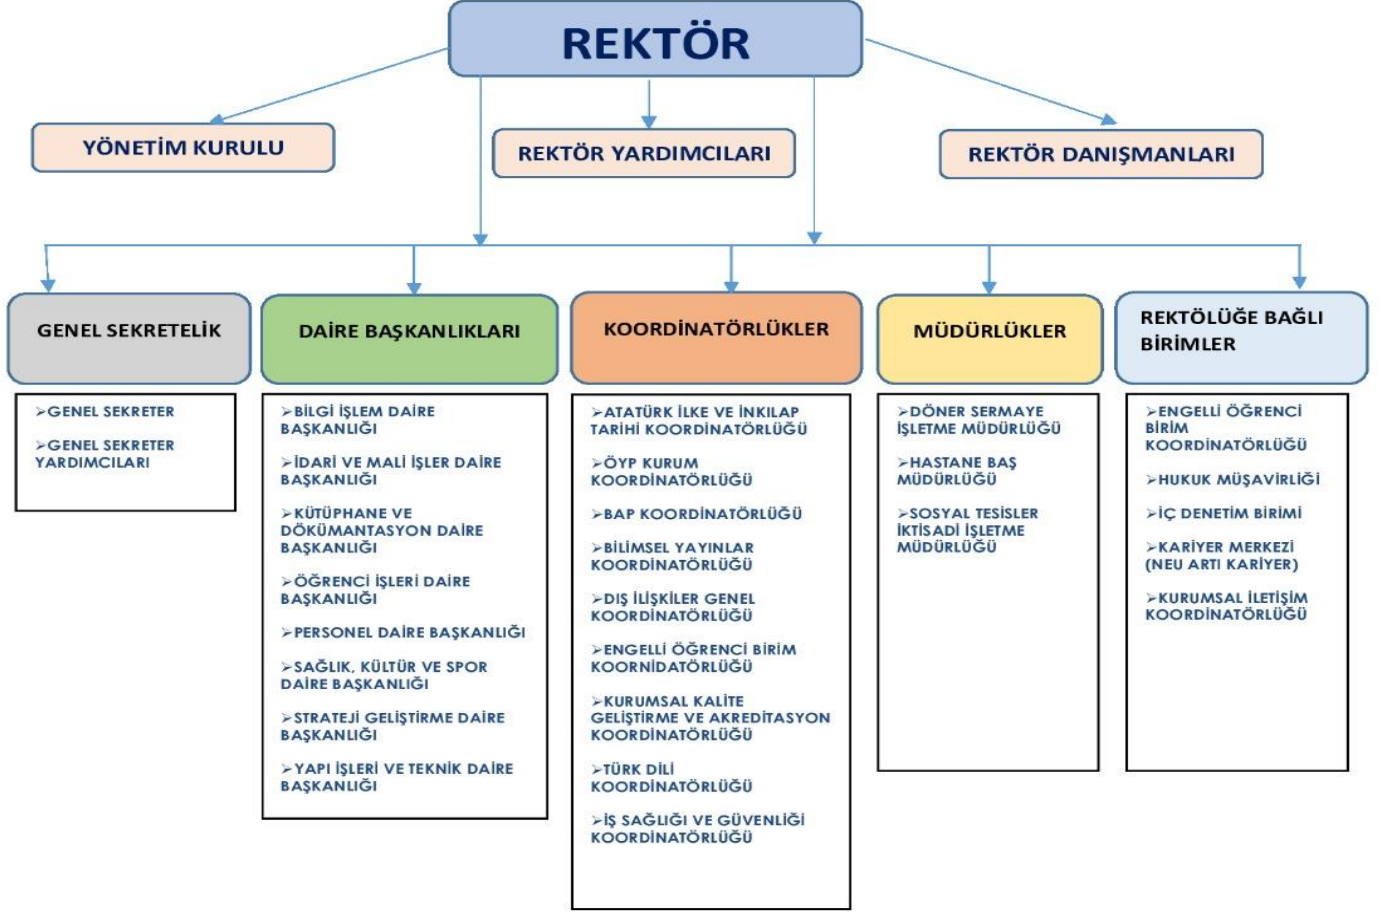 REKTÖR
YÖNETİM KURULU
REKTÖR YARDIMCILARI
REKTÖR DANIŞMANLARI
GENEL SEKRETELİK
➢GENEL SEKRETER
➢GENEL SEKRETER
YARDIMCILARI
DAİRE BAŞKANLIKLARI
➢BİLGİ İŞLEM DAİRE
BAŞKANLIĞI
➢İDARİ VE MALİ İŞLER DAİRE
BAŞKANLIĞI
➢KÜTÜPHANE VE
DÖKÜMANTASYON DAİRE
BAŞKANLIĞI
➢ÖĞRENCİ İŞLERİ DAİRE
BAŞKANLIĞI
➢PERSONEL DAİRE BAŞKANLIĞI
➢SAĞLIK, KÜLTÜR VE SPOR
DAİRE BAŞKANLIĞI
➢STRATEJİ GELİŞTİRME DAİRE
BAŞKANLIĞI
➢YAPI İŞLERİ VE TEKNİK DAİRE
BAŞKANLIĞI
KOORDİNATÖRLÜKLER
➢ATATÜRK İLKE VE İNKILAP
TARİHİ KOORDİNATÖRLÜĞÜ
➢ÖYP KURUM
KOORDİNATÖRLÜĞÜ
➢BAP KOORDİNATÖRLÜĞÜ
➢BİLİMSEL YAYINLAR
KOORDİNATÖRLÜĞÜ
➢DIŞ İLİŞKİLER GENEL
KOORDİNATÖRLÜĞÜ
➢ENGELLİ ÖĞRENCİ BİRİM
KOORNİDATÖRLÜĞÜ
➢KURUMSAL KALİTE
GELİŞTİRME VE AKREDİTASYON
KOORDİNATÖRLÜĞÜ
➢TÜRK DİLİ
KOORDİNATÖRLÜĞÜ
➢İŞ SAĞLIĞI VE GÜVENLİĞİ
KOORDİNATÖRLÜĞÜ
MÜDÜRLÜKLER
➢DÖNER SERMAYE
İŞLETME MÜDÜRLÜĞÜ
➢HASTANE BAŞ
MÜDÜRLÜĞÜ
➢SOSYAL TESİSLER
İKTİSADİ İŞLETME
MÜDÜRLÜĞÜ
REKTÖLÜĞE BAĞLI
BİRİMLER
➢ENGELLİ ÖĞRENCİ
BİRİM
KOORDİNATÖRLÜĞÜ
➢HUKUK MÜŞAVİRLİĞİ
➢İÇ DENETİM BİRİMİ
➢KARİYER MERKEZİ
(NEU ARTI KARİYER)
➢KURUMSAL İLETİŞİM
KOORDİNATÖRLÜĞÜ